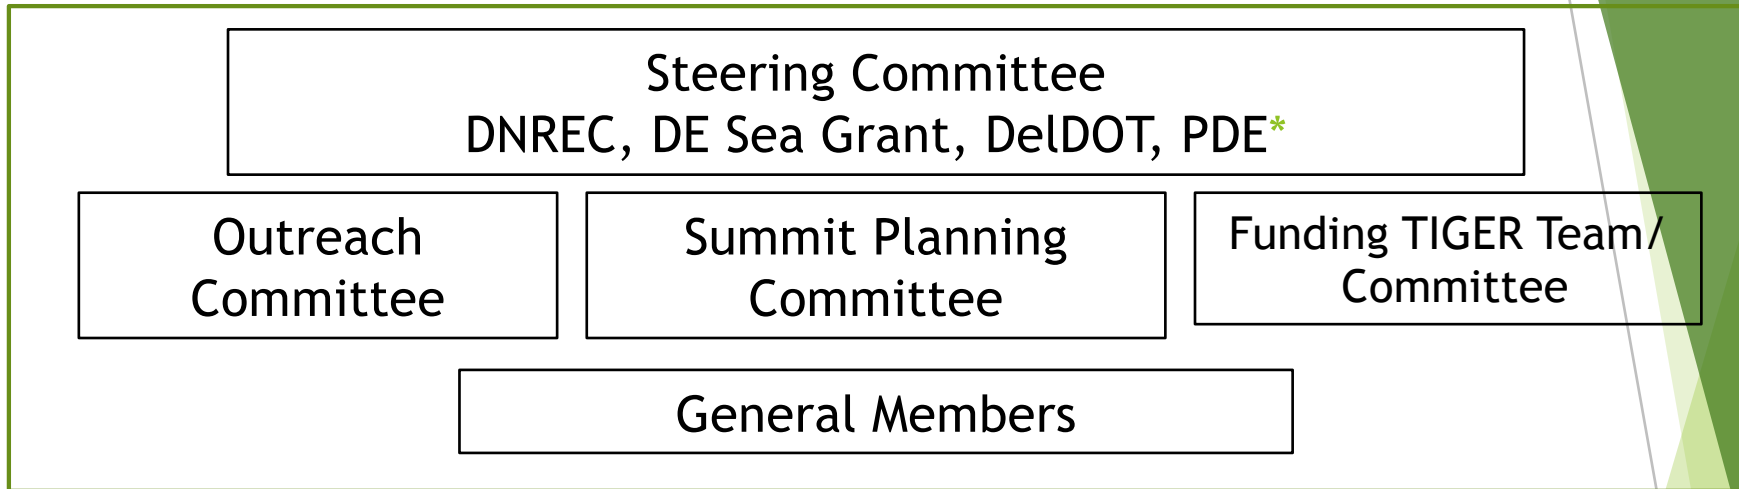 Steering Committee
DNREC, DE Sea Grant, DelDOT, PDE*
Outreach
Committee
Summit Planning
Committee
Funding TIGER Team/
Committee
General Members